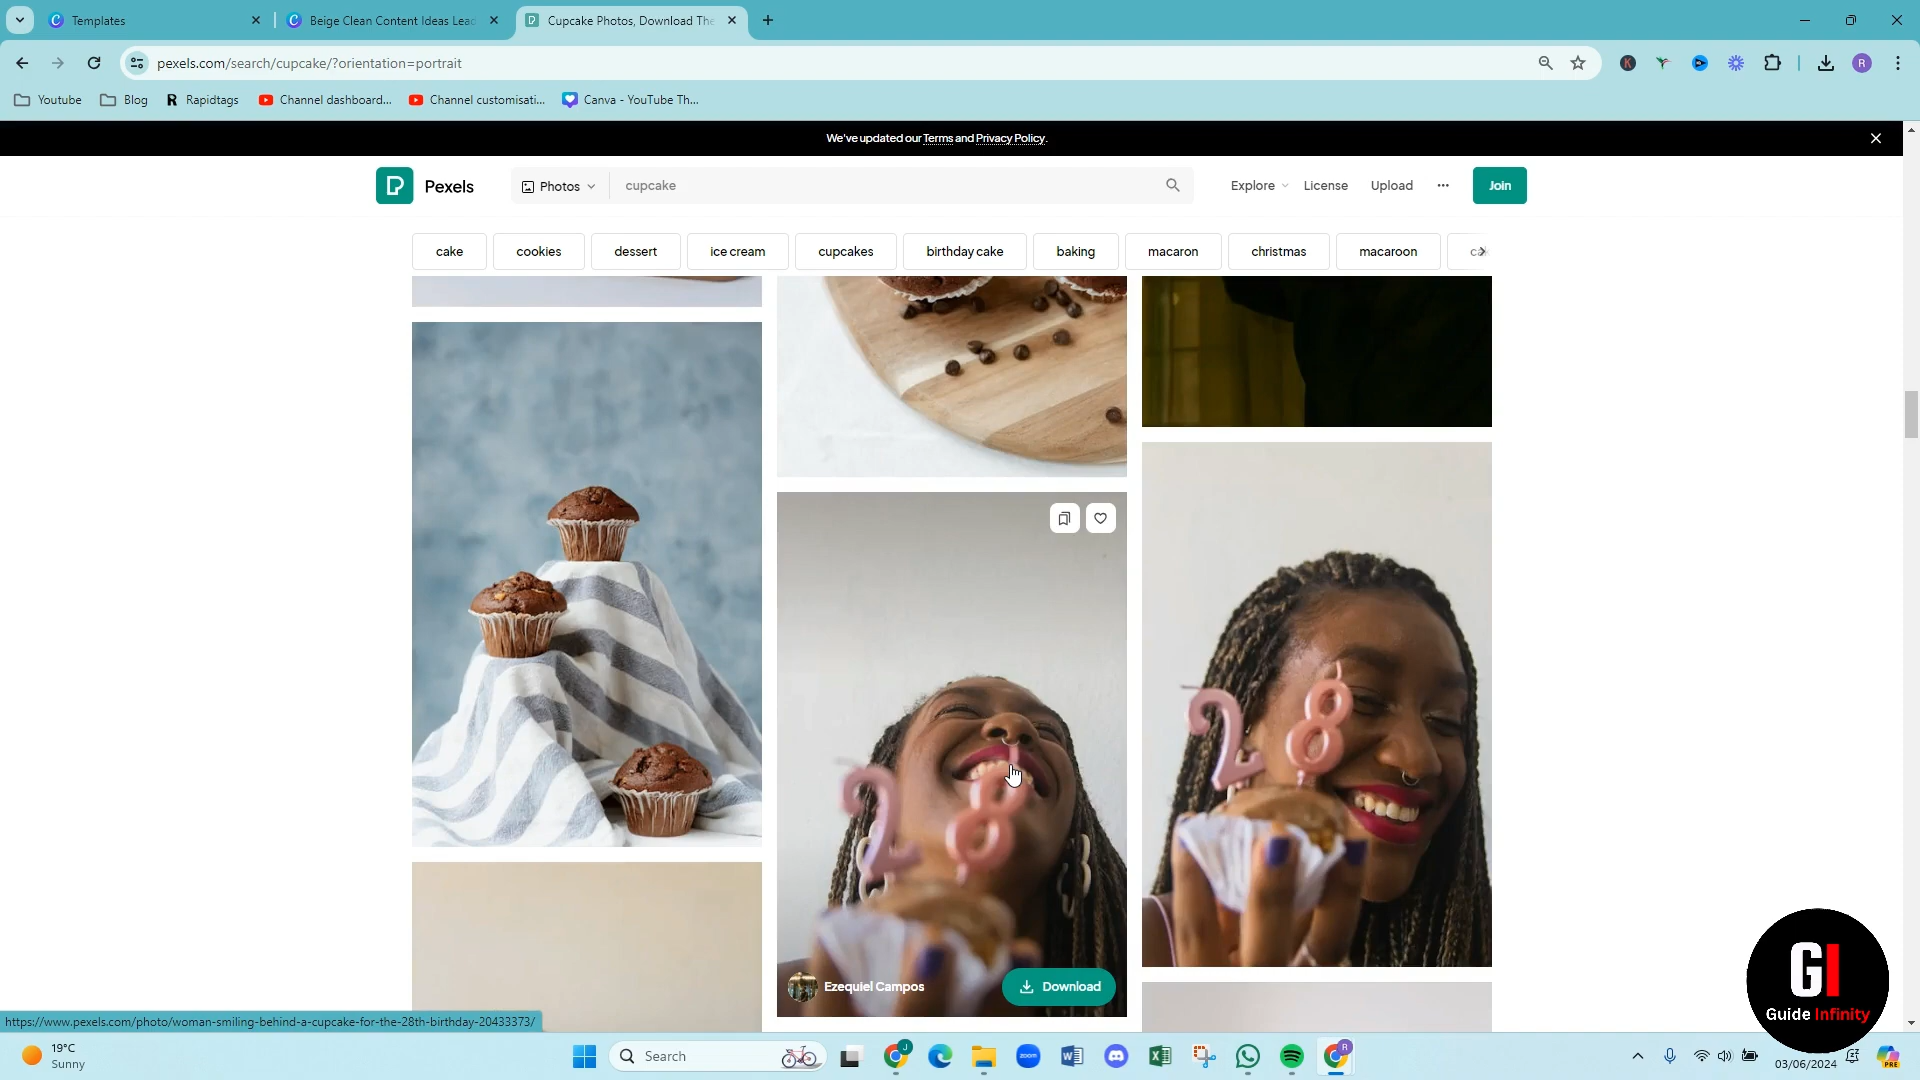 Templates
Beige Clean Content Ideas Lead
Cupcake Photos, Download The
pexels.com/search/cupcake/?orientation=portrait
K
R
Youtube
Blog
R Rapidtags
Channel dashboard...
Channel customisati...
Canva - YouTube Th...
We've updated our Terms and Privacy Policy.
Pexels
Photos
cupcake
Explore
License
Upload
Join
cake
cookies
dessert
ice cream
cupcakes
birthday cake
baking
macaron
christmas
macaroon
28
28
Ezequiel Campos
Download
GI
Guide Infinity
https://www.pexels.com/photo/woman-smiling-behind-a-cupcake-for-the-28th-birthday-20433373/
19°C
Sunny
Search
J
zoom
R
03/06/2024
PRE